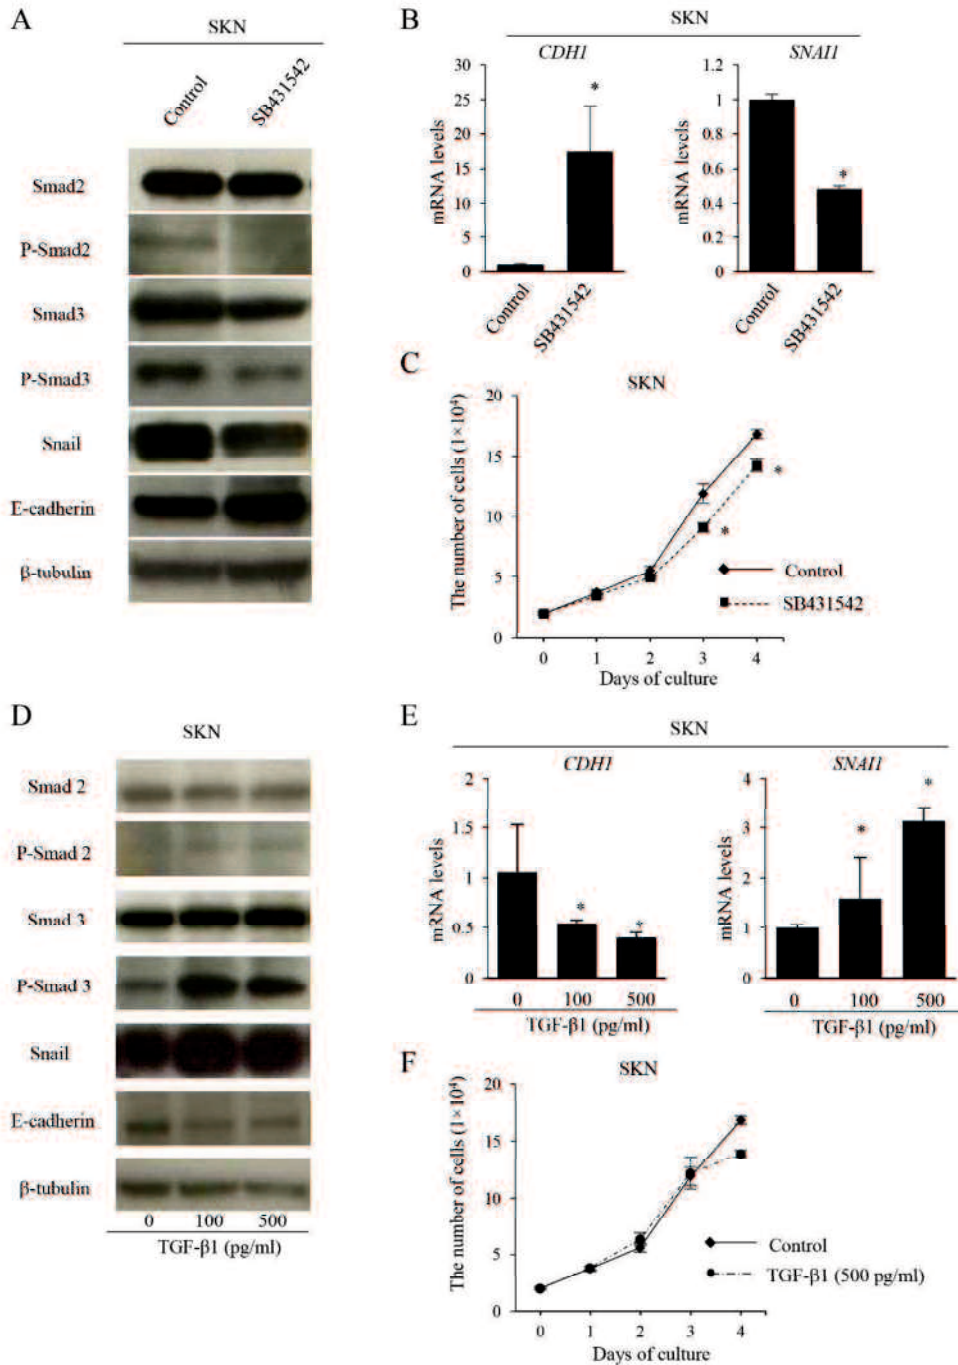 A
SKN
Control
SB431542
Smad2
P-Smad2
Smad3
P-Smad3
Snail
E-cadherin
β-tubulin
B
SKN
CDH1
mRNA levels
30
25
20
15
10
5
0
*
Control
SB431542
SNAI1
mRNA levels
1.2
1
0.8
0.6
0.4
0.2
0
*
Control
SB431542
C
SKN
The number of cells (1×10⁴)
20
15
10
5
0
*
*
Control
SB431542
0 1 2 3 4
Days of culture
D
SKN
Smad 2
P-Smad 2
Smad 3
P-Smad 3
Snail
E-cadherin
β-tubulin
0 100 500
TGF-β1 (pg/ml)
E
SKN
CDH1
mRNA levels
2
1.5
1
0.5
0
* *
0 100 500
TGF-β1 (pg/ml)
SNAI1
mRNA levels
4
3
2
1
0
* *
0 100 500
TGF-β1 (pg/ml)
F
SKN
The number of cells (1×10⁴)
20
15
10
5
0
Control
TGF-β1 (500 pg/ml)
0 1 2 3 4
Days of culture